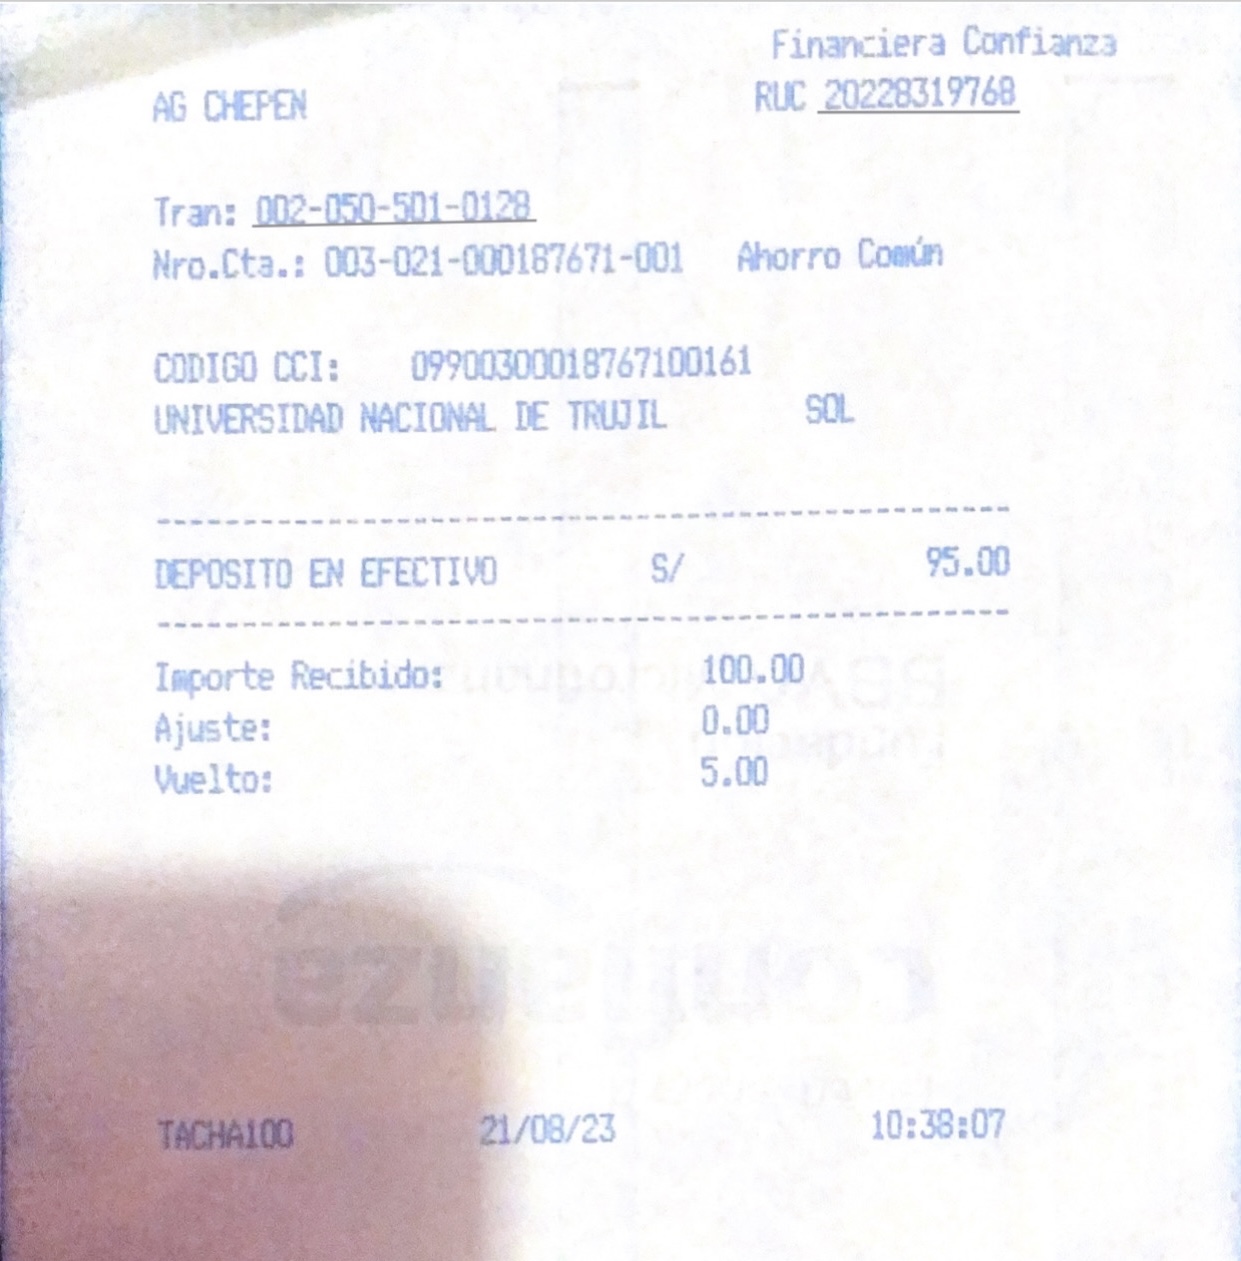 Financiera Confianza
AG CHEPEN RUC 20228319768
Tran: 002-050-501-0128
Nro.Cta.: 003-021-000187671-001 Ahorro Común
CODIGO CCI: 09900300018767100161
UNIVERSIDAD NACIONAL DE TRUJIL SOL
------------------------------------------------
DEPOSITO EN EFECTIVO S/ 95.00
------------------------------------------------
Importe Recibido: 100.00
Ajuste: 0.00
Vuelto: 5.00
TACHA100 21/08/23 10:38:07